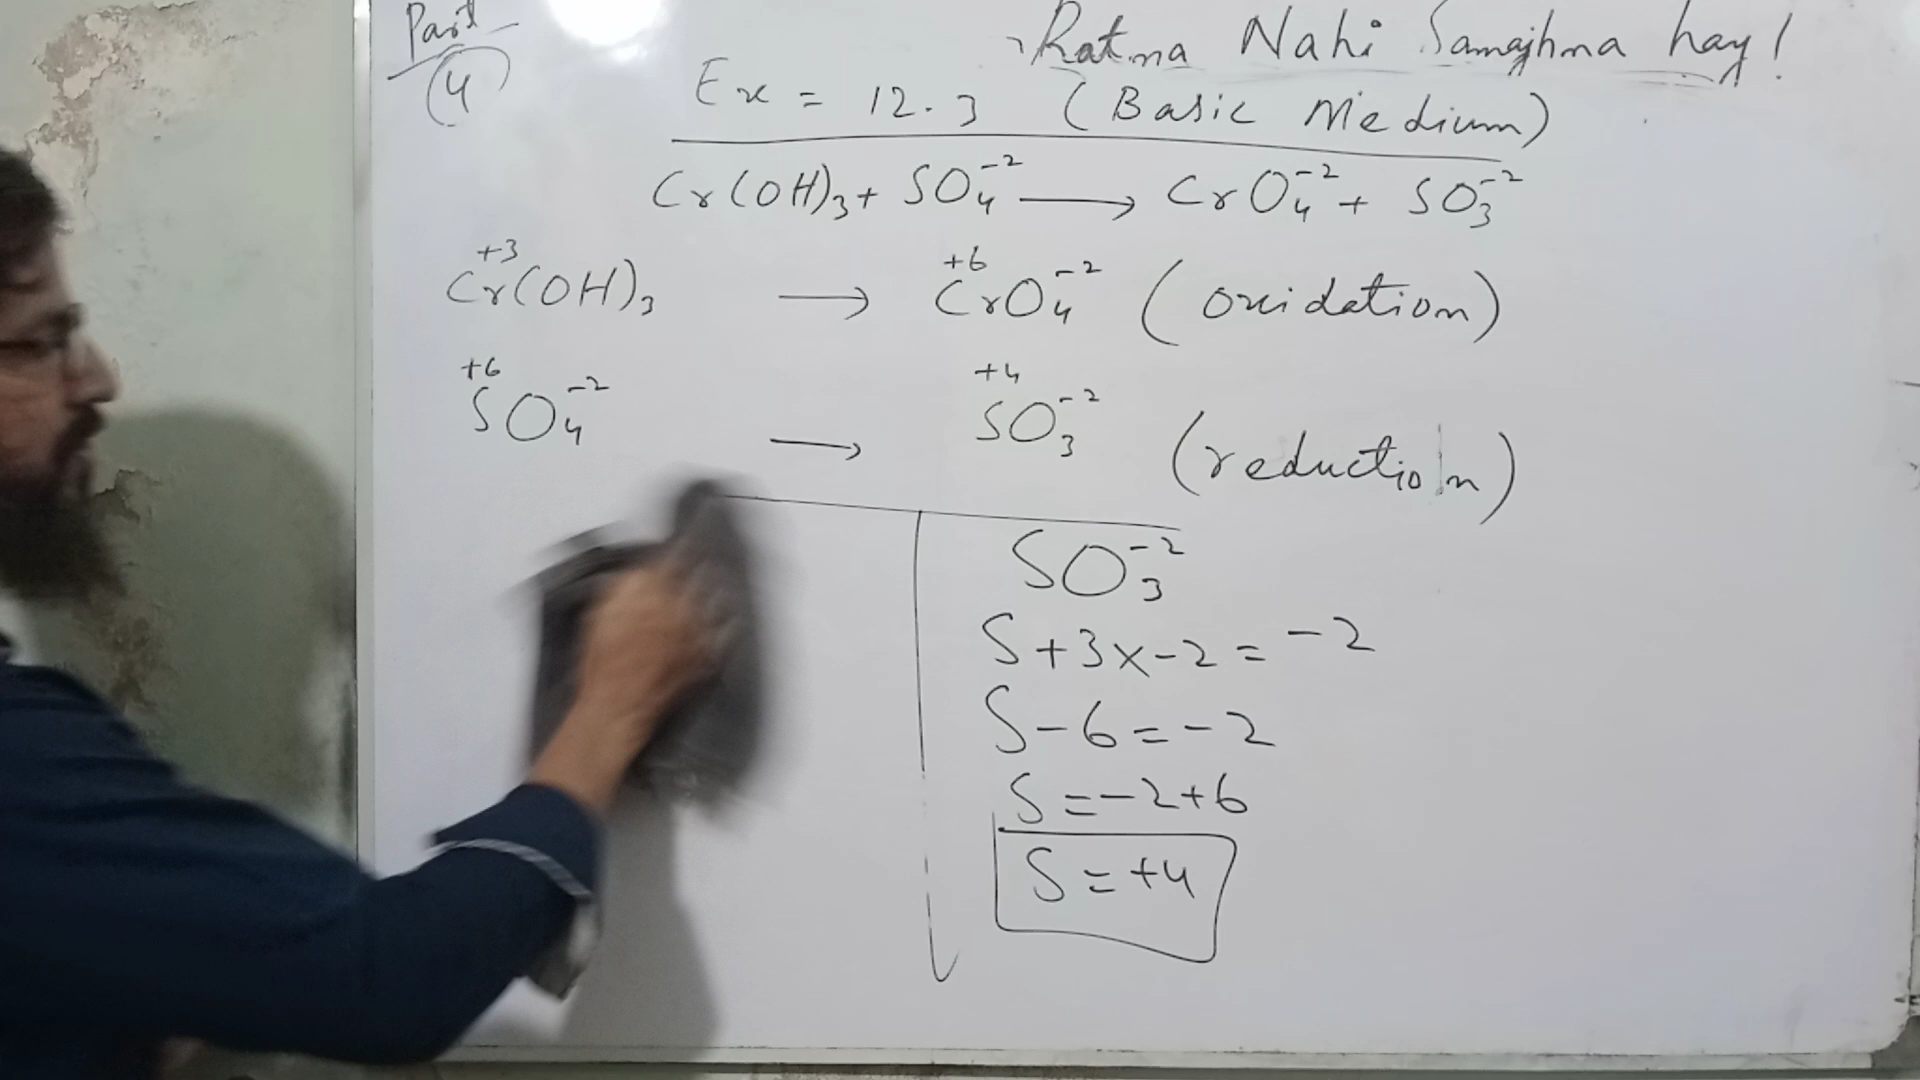 Part
(4)
Ratna Nahi Samajhna hay!
Ex = 12.3 (Basic Medium)
Cr(OH)₃ + SO₄⁻² ⟶ CrO₄⁻² + SO₃⁻²
+3 +6
Cr(OH)₃ ⟶ CrO₄⁻² (oxidation)
+6 +4
SO₄⁻² ⟶ SO₃⁻² (reduction)
SO₃⁻²
S+3x-2=-2
S-6=-2
S=-2+6
S=+4